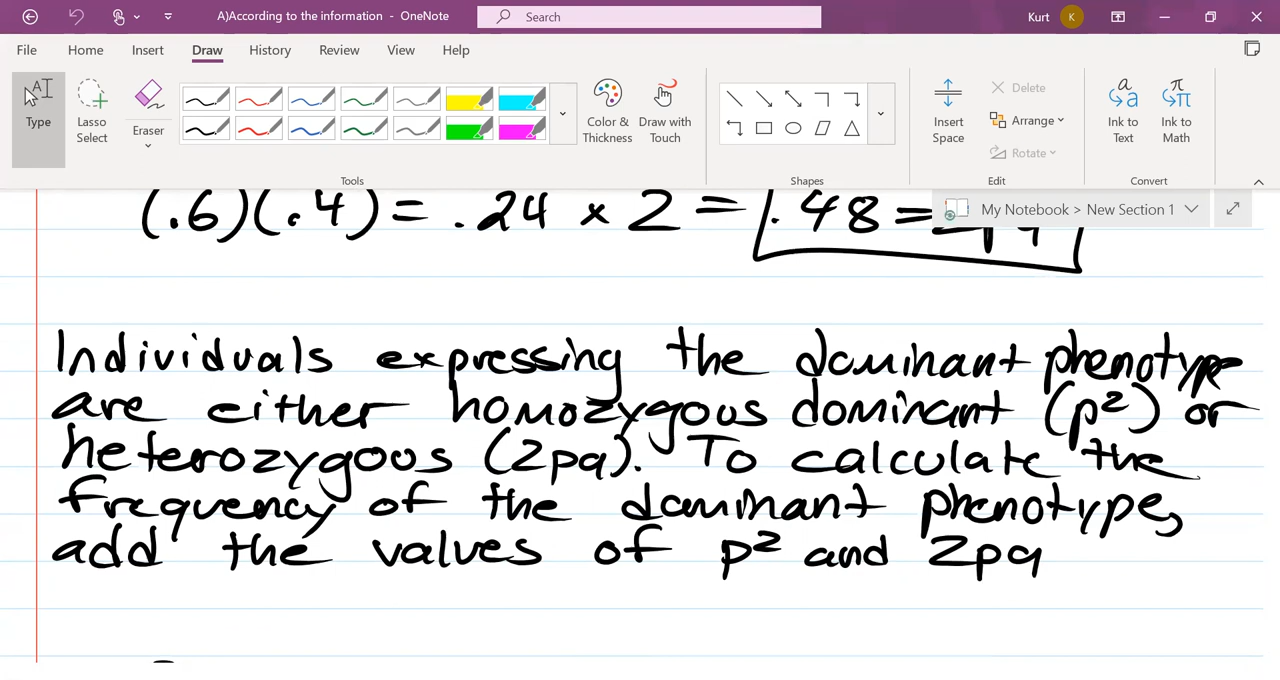 A)According to the information - OneNote
Search
Kurt K
File Home Insert Draw History Review View Help
Type
Lasso Select
Eraser
Color & Thickness
Draw with Touch
Insert Space
Delete
Arrange
Rotate
Ink to Text
Ink to Math
Tools Shapes Edit Convert
My Notebook > New Section 1
(.6)(.4) = .24 x 2 = .48 =
Individuals expressing the dominant phenotype
are either homozygous dominant (p²) or
heterozygous (2pq). To calculate the
frequency of the dominant phenotypes,
add the values of p² and 2pq